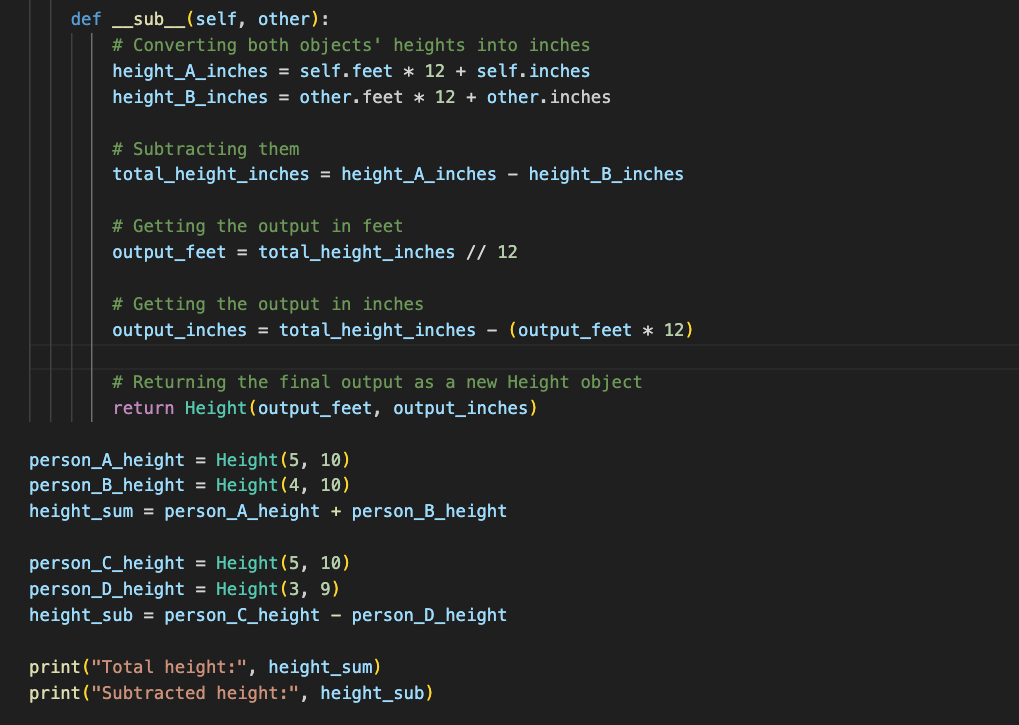 def __sub__(self, other):
# Converting both objects' heights into inches
height_A_inches = self.feet * 12 + self.inches
height_B_inches = other.feet * 12 + other.inches
# Subtracting them
total_height_inches = height_A_inches - height_B_inches
# Getting the output in feet
output_feet = total_height_inches // 12
# Getting the output in inches
output_inches = total_height_inches - (output_feet * 12)
# Returning the final output as a new Height object
return Height(output_feet, output_inches)
person_A_height = Height(5, 10)
person_B_height = Height(4, 10)
height_sum = person_A_height + person_B_height
person_C_height = Height(5, 10)
person_D_height = Height(3, 9)
height_sub = person_C_height - person_D_height
print("Total height:", height_sum)
print("Subtracted height:", height_sub)